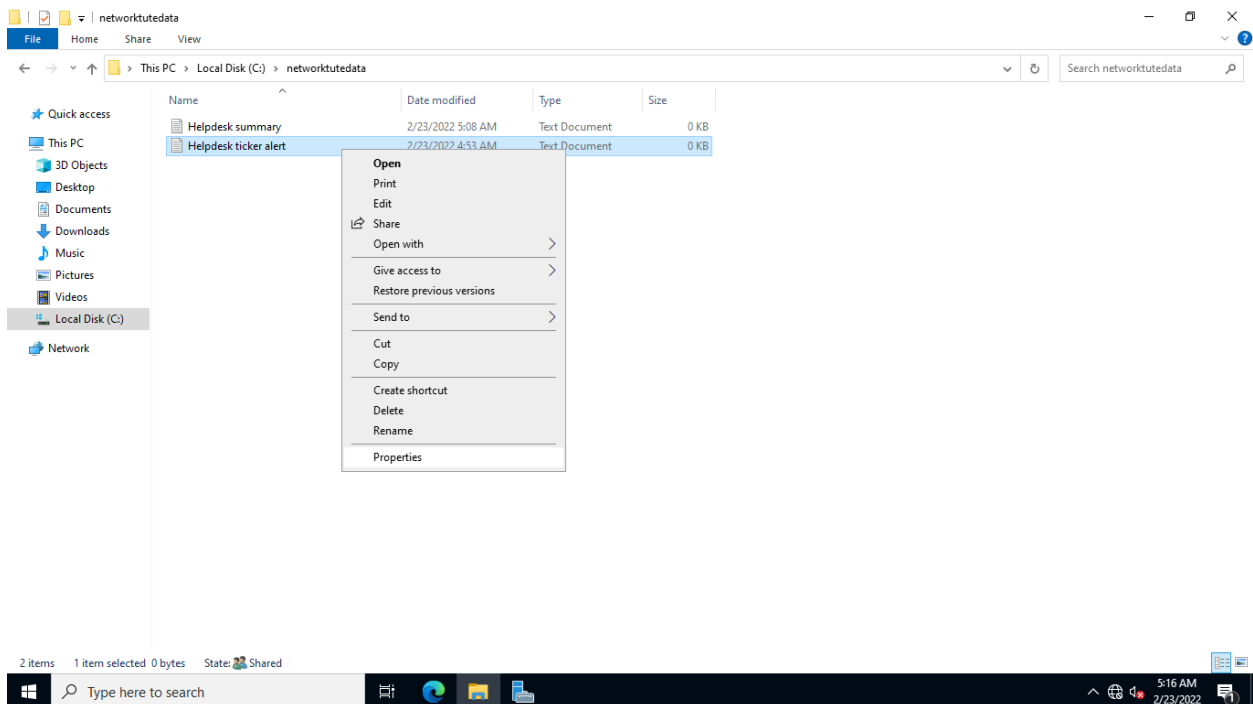 networktutedata
File Home Share View
This PC > Local Disk (C:) > networktutedata
Search networktutedata
Name Date modified Type Size
Quick access
This PC
3D Objects
Desktop
Documents
Downloads
Music
Pictures
Videos
Local Disk (C:)
Network
Helpdesk summary 2/23/2022 5:08 AM Text Document 0 KB
Helpdesk ticker alert 2/23/2022 4:53 AM Text Document 0 KB
Open
Print
Edit
Share
Open with
Give access to
Restore previous versions
Send to
Cut
Copy
Create shortcut
Delete
Rename
Properties
2 items 1 item selected 0 bytes State: Shared
Type here to search
5:16 AM
2/23/2022
1